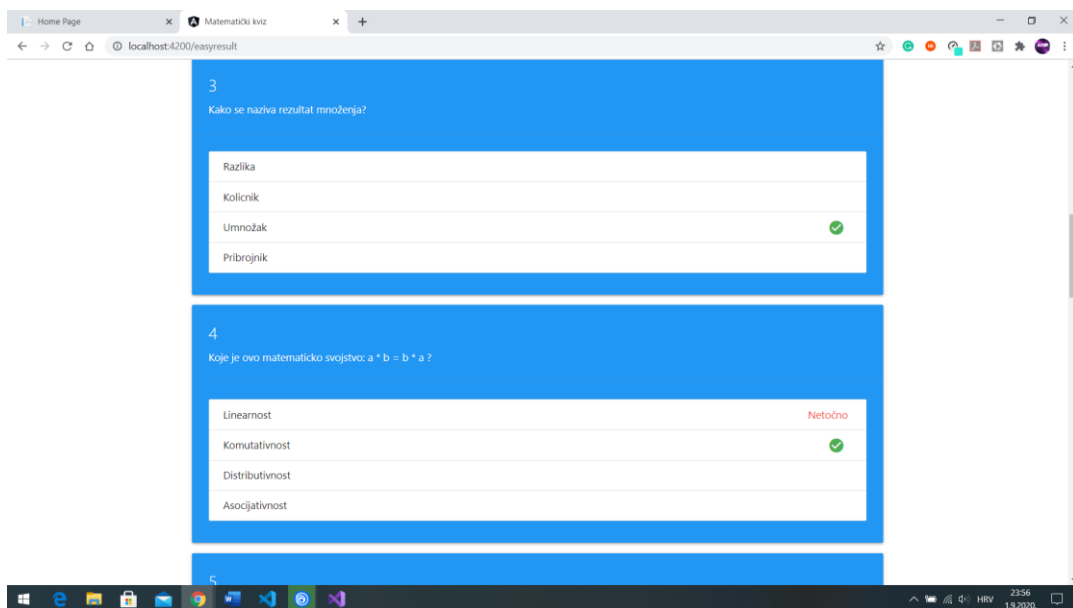 Home Page
Matematički kviz
localhost:4200/easyresult
3
Kako se naziva rezultat množenja?
Razlika
Kolicnik
Umnožak
Pribrojnik
4
Koje je ovo matematicko svojstvo: a * b = b * a ?
Linearnost Netočno
Komutativnost
Distributivnost
Asocijativnost
5
HRV 23:56
1.9.2020.